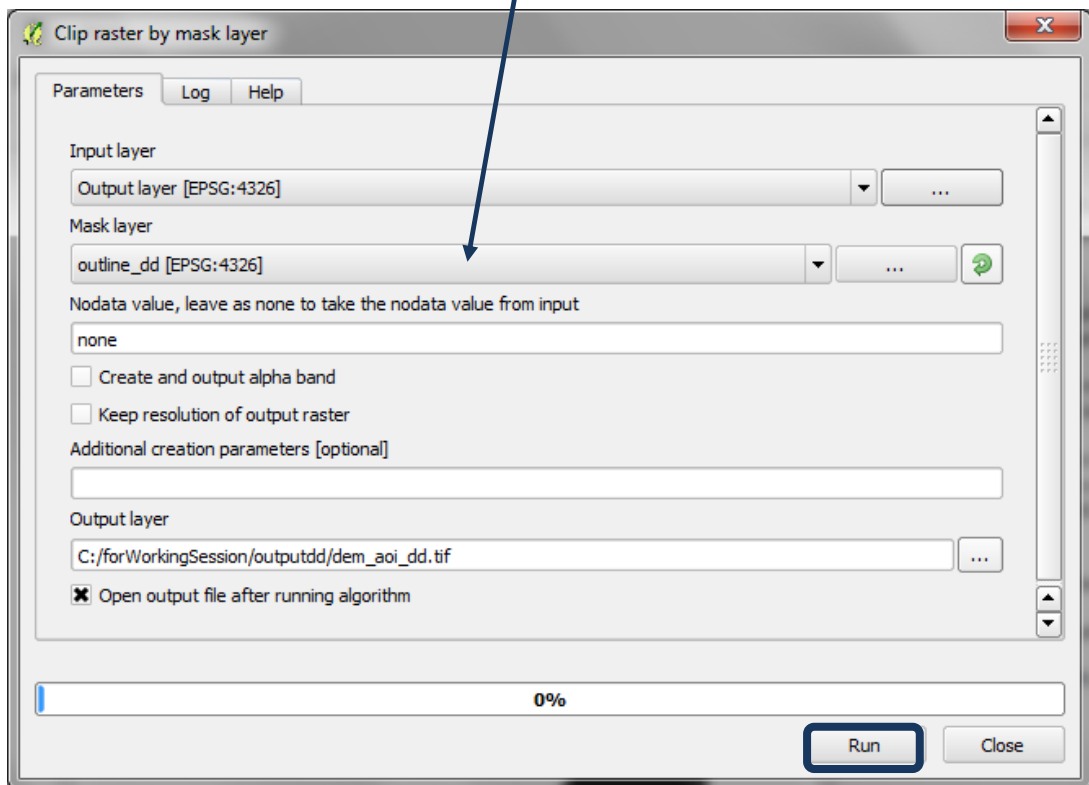 Clip raster by mask layer
Parameters Log Help
Input layer
Output layer [EPSG:4326]
...
Mask layer
outline_dd [EPSG:4326]
...
Nodata value, leave as none to take the nodata value from input
none
Create and output alpha band
Keep resolution of output raster
Additional creation parameters [optional]
Output layer
C:/forWorkingSession/outputdd/dem_aoi_dd.tif
...
Open output file after running algorithm
0%
Run Close